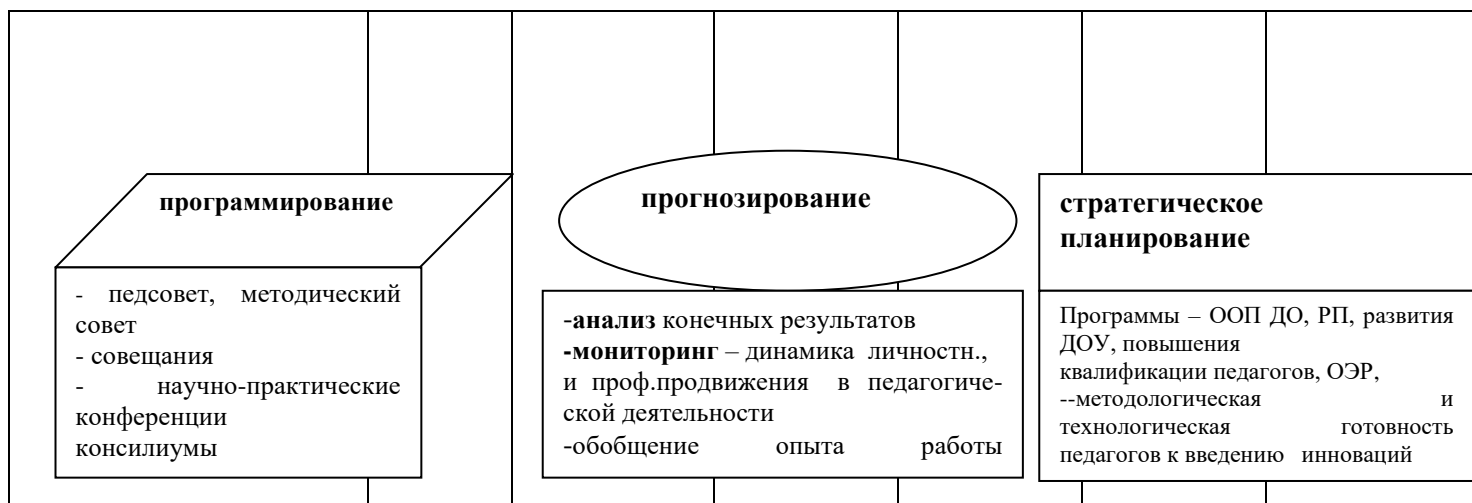 программирование
- педсовет, методический
совет
- совещания
- научно-практические
конференции
консилиумы
прогнозирование
-анализ конечных результатов
-мониторинг – динамика личностн.,
и проф.продвижения в педагогиче-
ской деятельности
-обобщение опыта работы
стратегическое
планирование
Программы – ООП ДО, РП, развития
ДОУ, повышения
квалификации педагогов, ОЭР,
--методологическая и
технологическая готовность
педагогов к введению инноваций